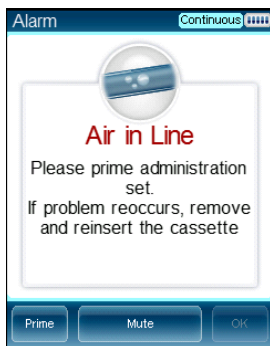 Alarm
Continuous
Air in Line
Please prime administration
set.
If problem reoccurs, remove
and reinsert the cassette
Prime
Mute
OK